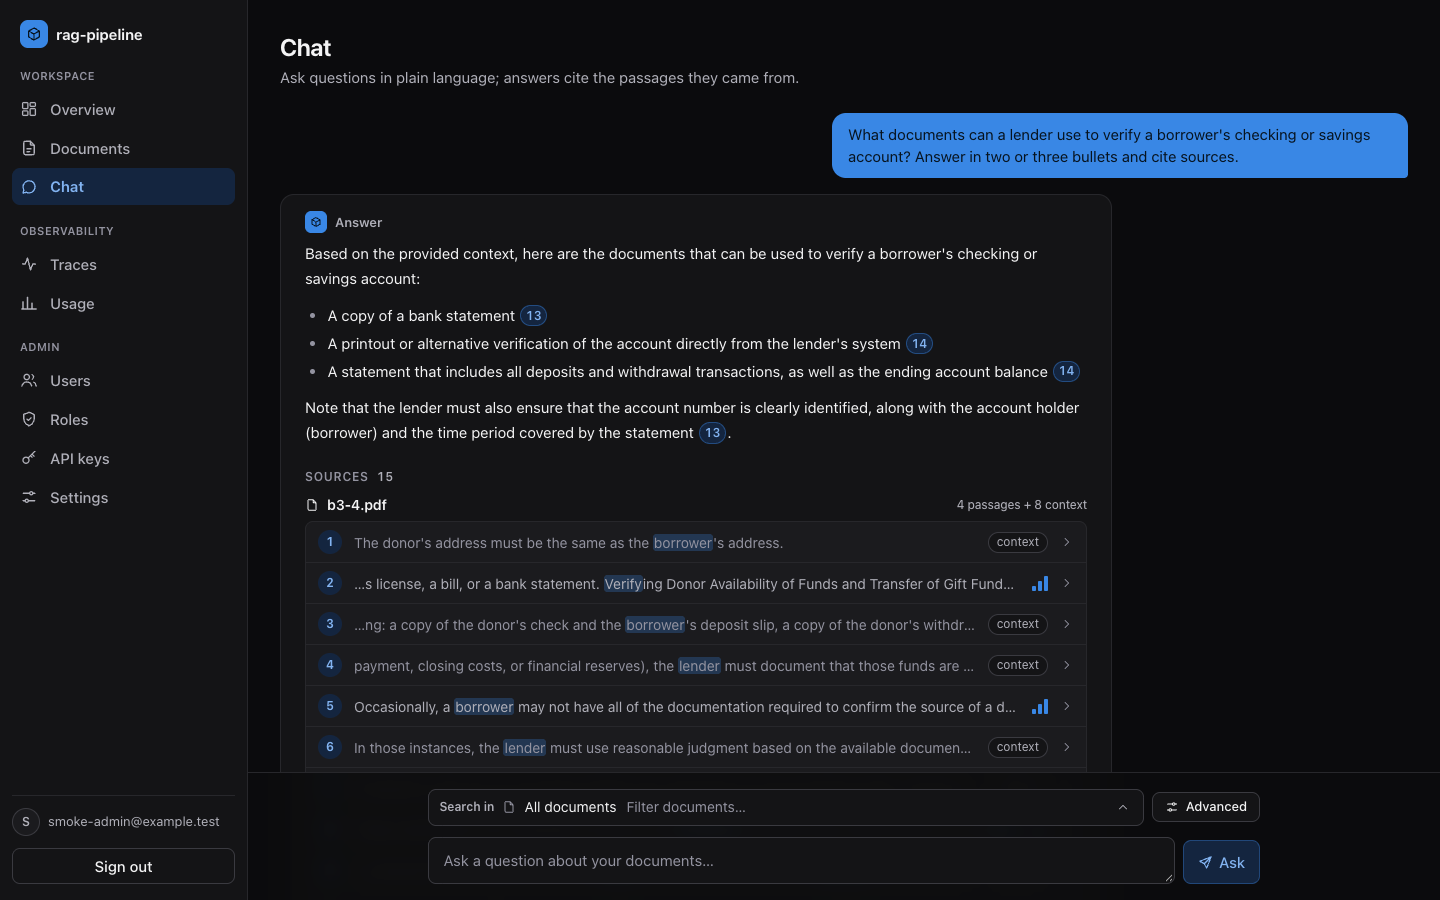 rag-pipeline
WORKSPACE
Overview
Documents
Chat
OBSERVABILITY
Traces
Usage
ADMIN
Users
Roles
API keys
Settings
S smoke-admin@example.test
Sign out
Chat
Ask questions in plain language; answers cite the passages they came from.
What documents can a lender use to verify a borrower's checking or savings
account? Answer in two or three bullets and cite sources.
Answer
Based on the provided context, here are the documents that can be used to verify a borrower's checking or
savings account:
• A copy of a bank statement 13
• A printout or alternative verification of the account directly from the lender's system 14
• A statement that includes all deposits and withdrawal transactions, as well as the ending account balance 14
Note that the lender must also ensure that the account number is clearly identified, along with the account holder
(borrower) and the time period covered by the statement 13.
SOURCES 15
b3-4.pdf 4 passages + 8 context
1 The donor's address must be the same as the borrower's address. context
2 ...s license, a bill, or a bank statement. Verifying Donor Availability of Funds and Transfer of Gift Fund...
3 ...ng: a copy of the donor's check and the borrower's deposit slip, a copy of the donor's withdr... context
4 payment, closing costs, or financial reserves), the lender must document that those funds are ... context
5 Occasionally, a borrower may not have all of the documentation required to confirm the source of a d...
6 In those instances, the lender must use reasonable judgment based on the available documen... context
Search in All documents Filter documents...
Advanced
Ask a question about your documents...
Ask